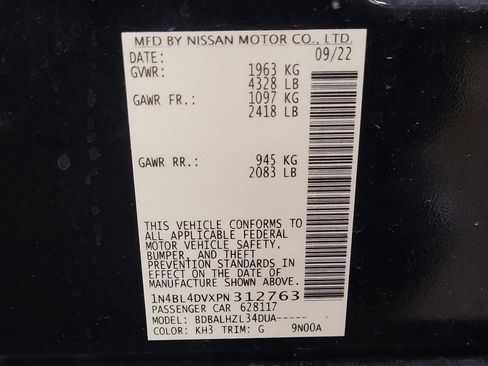 MFD BY NISSAN MOTOR CO., LTD.
DATE: 09/22
GVWR: 1963 KG
4328 LB
GAWR FR.: 1097 KG
2418 LB
GAWR RR.: 945 KG
2083 LB
THIS VEHICLE CONFORMS TO
ALL APPLICABLE FEDERAL
MOTOR VEHICLE SAFETY,
BUMPER, AND THEFT
PREVENTION STANDARDS IN
EFFECT ON THE DATE OF
MANUFACTURE SHOWN ABOVE.
1N4BL4DVXPN312763
PASSENGER CAR 628117
MODEL: BDBALHZL34DUA-----
COLOR: KH3 TRIM: G 9N00A